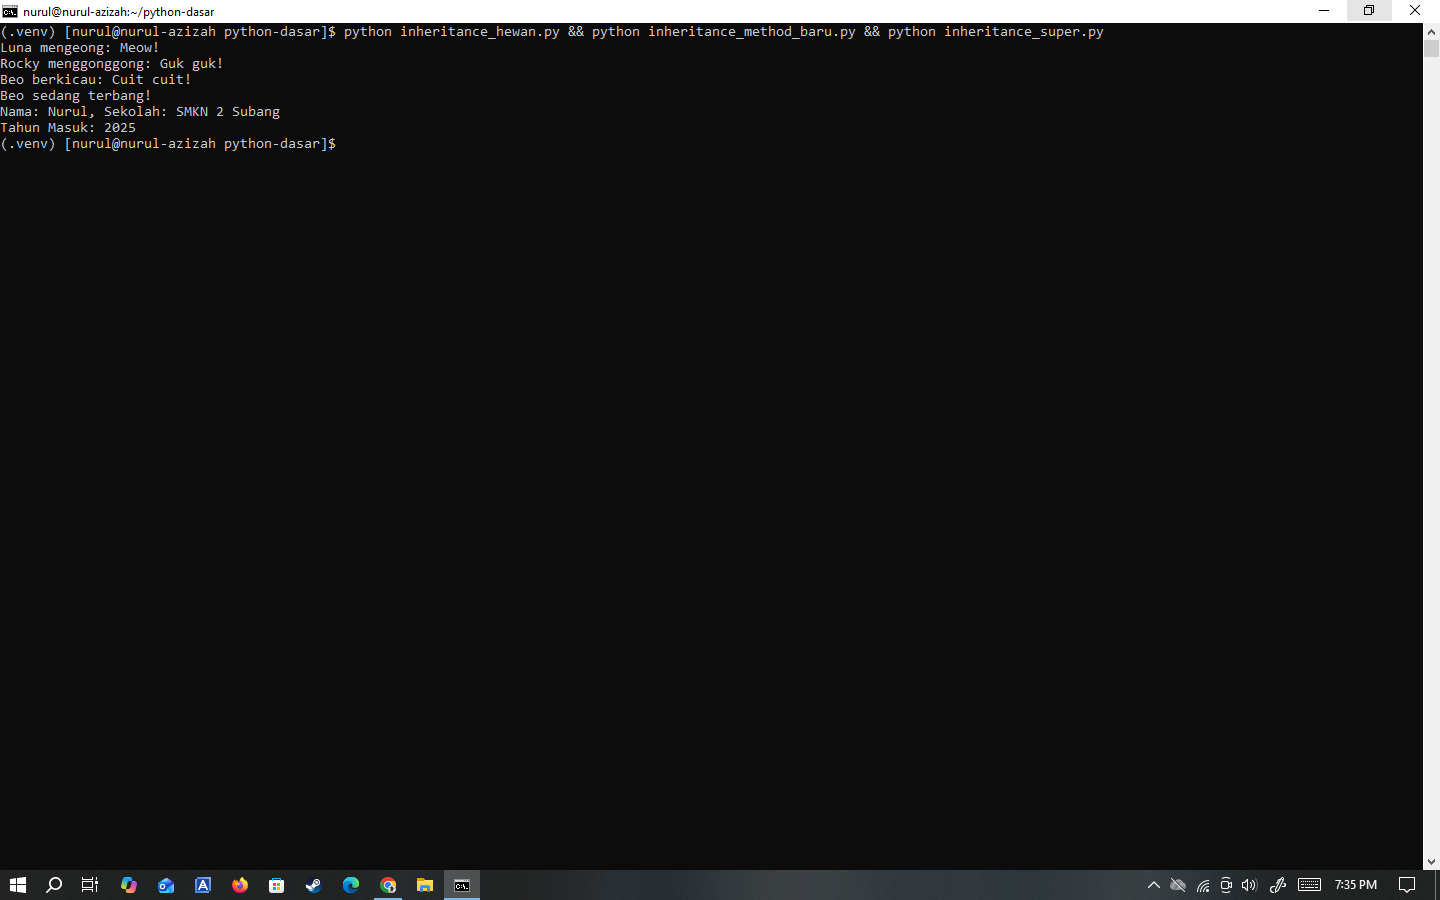 nurul@nurul-azizah:~/python-dasar
(.venv) [nurul@nurul-azizah python-dasar]$ python inheritance_hewan.py && python inheritance_method_baru.py && python inheritance_super.py
Luna mengeong: Meow!
Rocky menggonggong: Guk guk!
Beo berkicau: Cuit cuit!
Beo sedang terbang!
Nama: Nurul, Sekolah: SMKN 2 Subang
Tahun Masuk: 2025
(.venv) [nurul@nurul-azizah python-dasar]$
7:35 PM